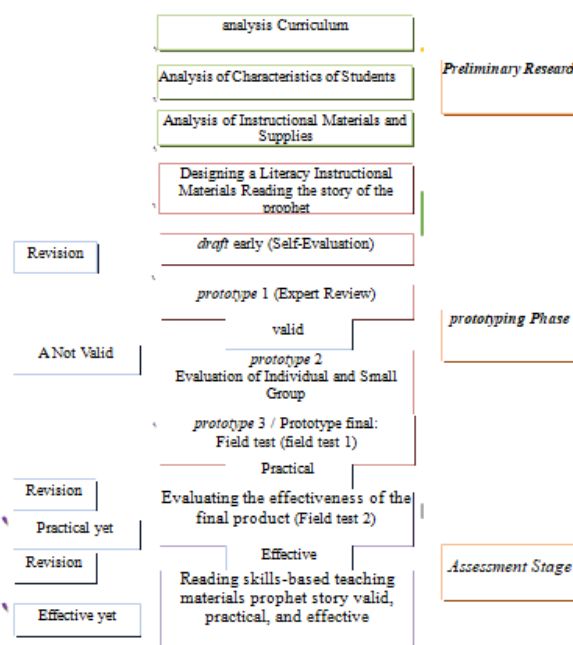 analysis Curriculum
Preliminary Research
Analysis of Characteristics of Students
Analysis of Instructional Materials and
Supplies
Designing a Literacy Instructional
Materials Reading the story of the
prophet
draft early (Self-Evaluation)
Revision
prototype 1 (Expert Review)
prototyping Phase
valid
A Not Valid
prototype 2
Evaluation of Individual and Small
Group
prototype 3 / Prototype final:
Field test (field test 1)
Practical
Revision
Evaluating the effectiveness of the
final product (Field test 2)
Practical yet
Effective
Revision
Assessment Stage
Reading skills-based teaching
materials prophet story valid,
practical, and effective
Effective yet